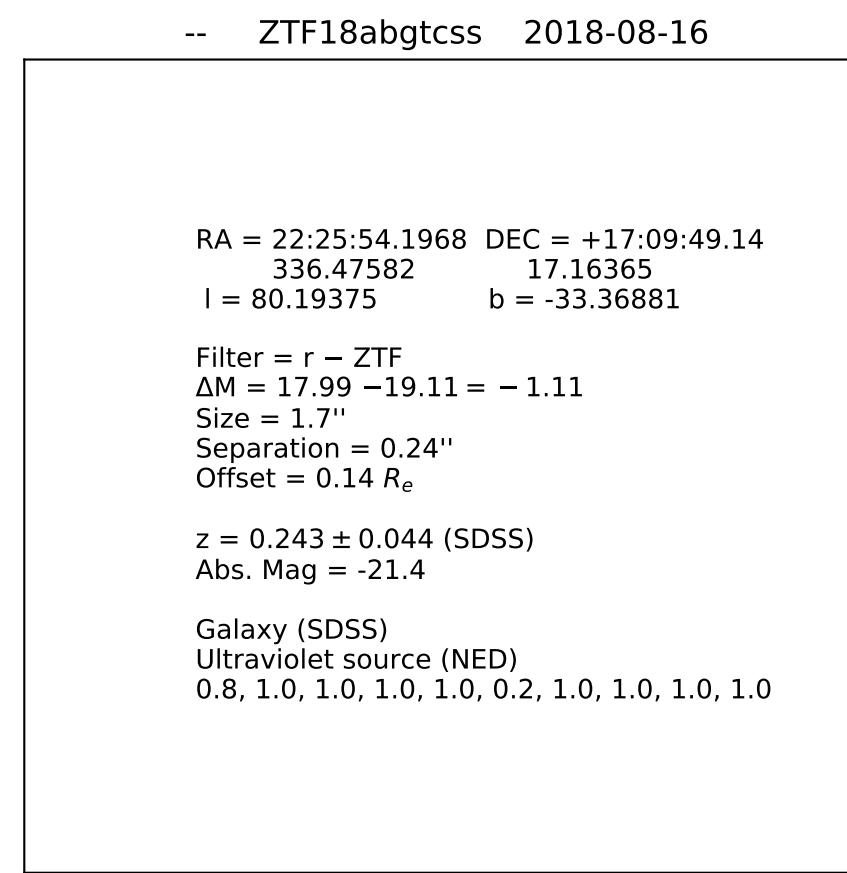 -- ZTF18abgtcss 2018-08-16
RA = 22:25:54.1968 DEC = +17:09:49.14
336.47582 17.16365
l = 80.19375 b = -33.36881
Filter = r − ZTF
ΔM = 17.99 −19.11 = − 1.11
Size = 1.7''
Separation = 0.24''
Offset = 0.14 Rₑ
z = 0.243 ± 0.044 (SDSS)
Abs. Mag = -21.4
Galaxy (SDSS)
Ultraviolet source (NED)
0.8, 1.0, 1.0, 1.0, 1.0, 0.2, 1.0, 1.0, 1.0, 1.0